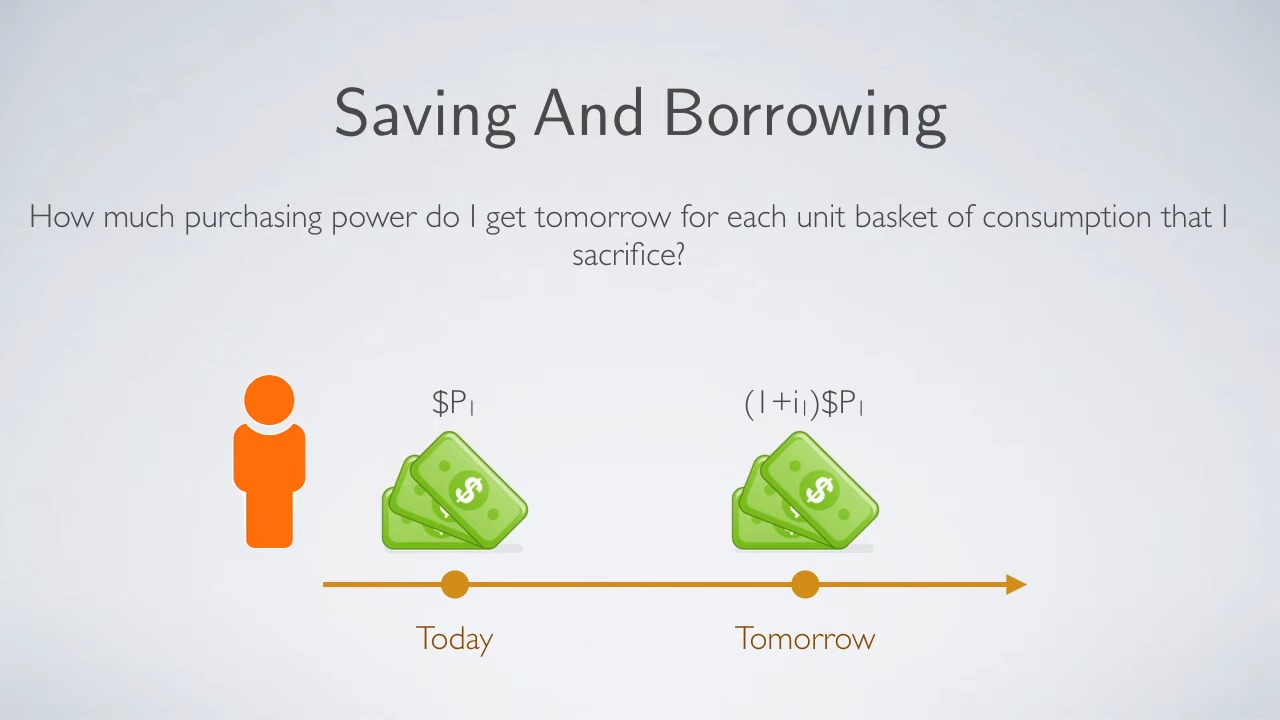 Saving And Borrowing
How much purchasing power do I get tomorrow for each unit basket of consumption that I
sacrifice?
$P₁
(1+i₁)$P₁
$
$
Today
Tomorrow